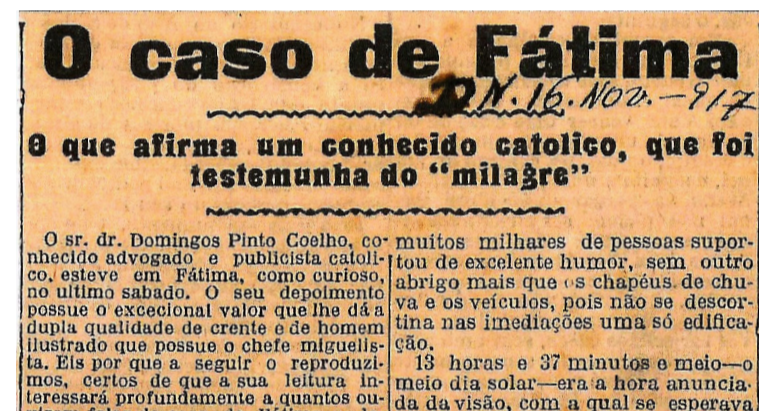 O caso de Fátima
D N. 16. Nov. - 917
O que afirma um conhecido catolico, que foi
testemunha do "milagre"
O sr. dr. Domingos Pinto Coelho, co-
nhecido advogado e publicista catoli-
co, esteve em Fátima, como curioso,
no ultimo sabado. O seu depoimento
possue o excecional valor que lhe dá a
dupla qualidade de crente e de homem
ilustrado que possue o chefe miguelis-
ta. Eis por que a seguir o reproduzi-
mos, certos de que a sua leitura in-
teressará profundamente a quantos ou-
muitos milhares de pessoas supor-
tou de excelente humor, sem outro
abrigo mais que os chapéus de chu-
va e os veículos, pois não se descor-
tina nas imediações uma só edifica-
ção.
13 horas e 37 minutos e meio—o
meio dia solar—era a hora anuncia-
da da visão, com a qual se esperava